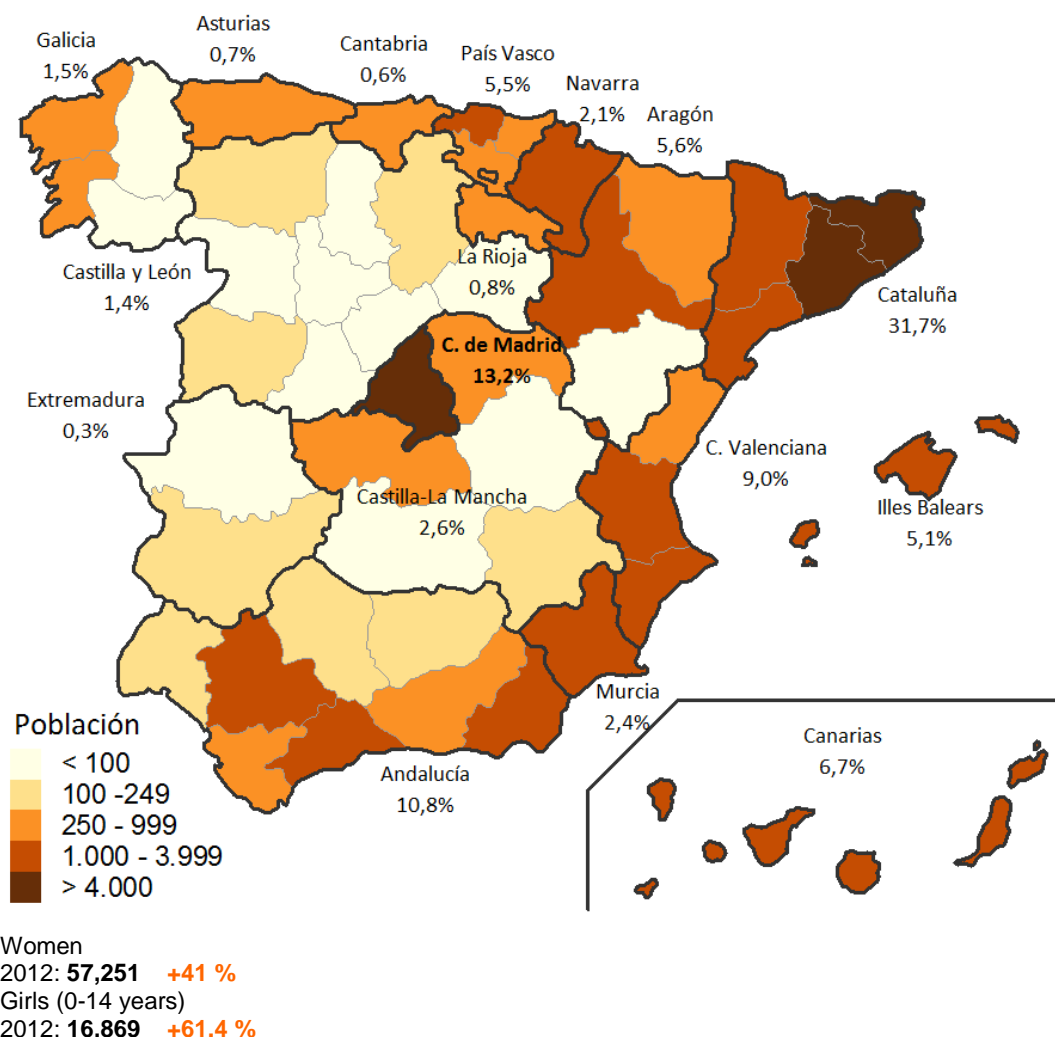 Galicia
1,5%
Asturias
0,7%
Cantabria
0,6%
País Vasco
5,5%
Navarra
2,1%
Aragón
5,6%
Castilla y León
1,4%
La Rioja
0,8%
Cataluña
31,7%
C. de Madrid
13,2%
Extremadura
0,3%
C. Valenciana
9,0%
Castilla-La Mancha
2,6%
Illes Balears
5,1%
Murcia
2,4%
Andalucía
10,8%
Canarias
6,7%
Población
< 100
100 -249
250 - 999
1.000 - 3.999
> 4.000
Women
2012: 57,251 +41 %
Girls (0-14 years)
2012: 16,869 +61,4 %